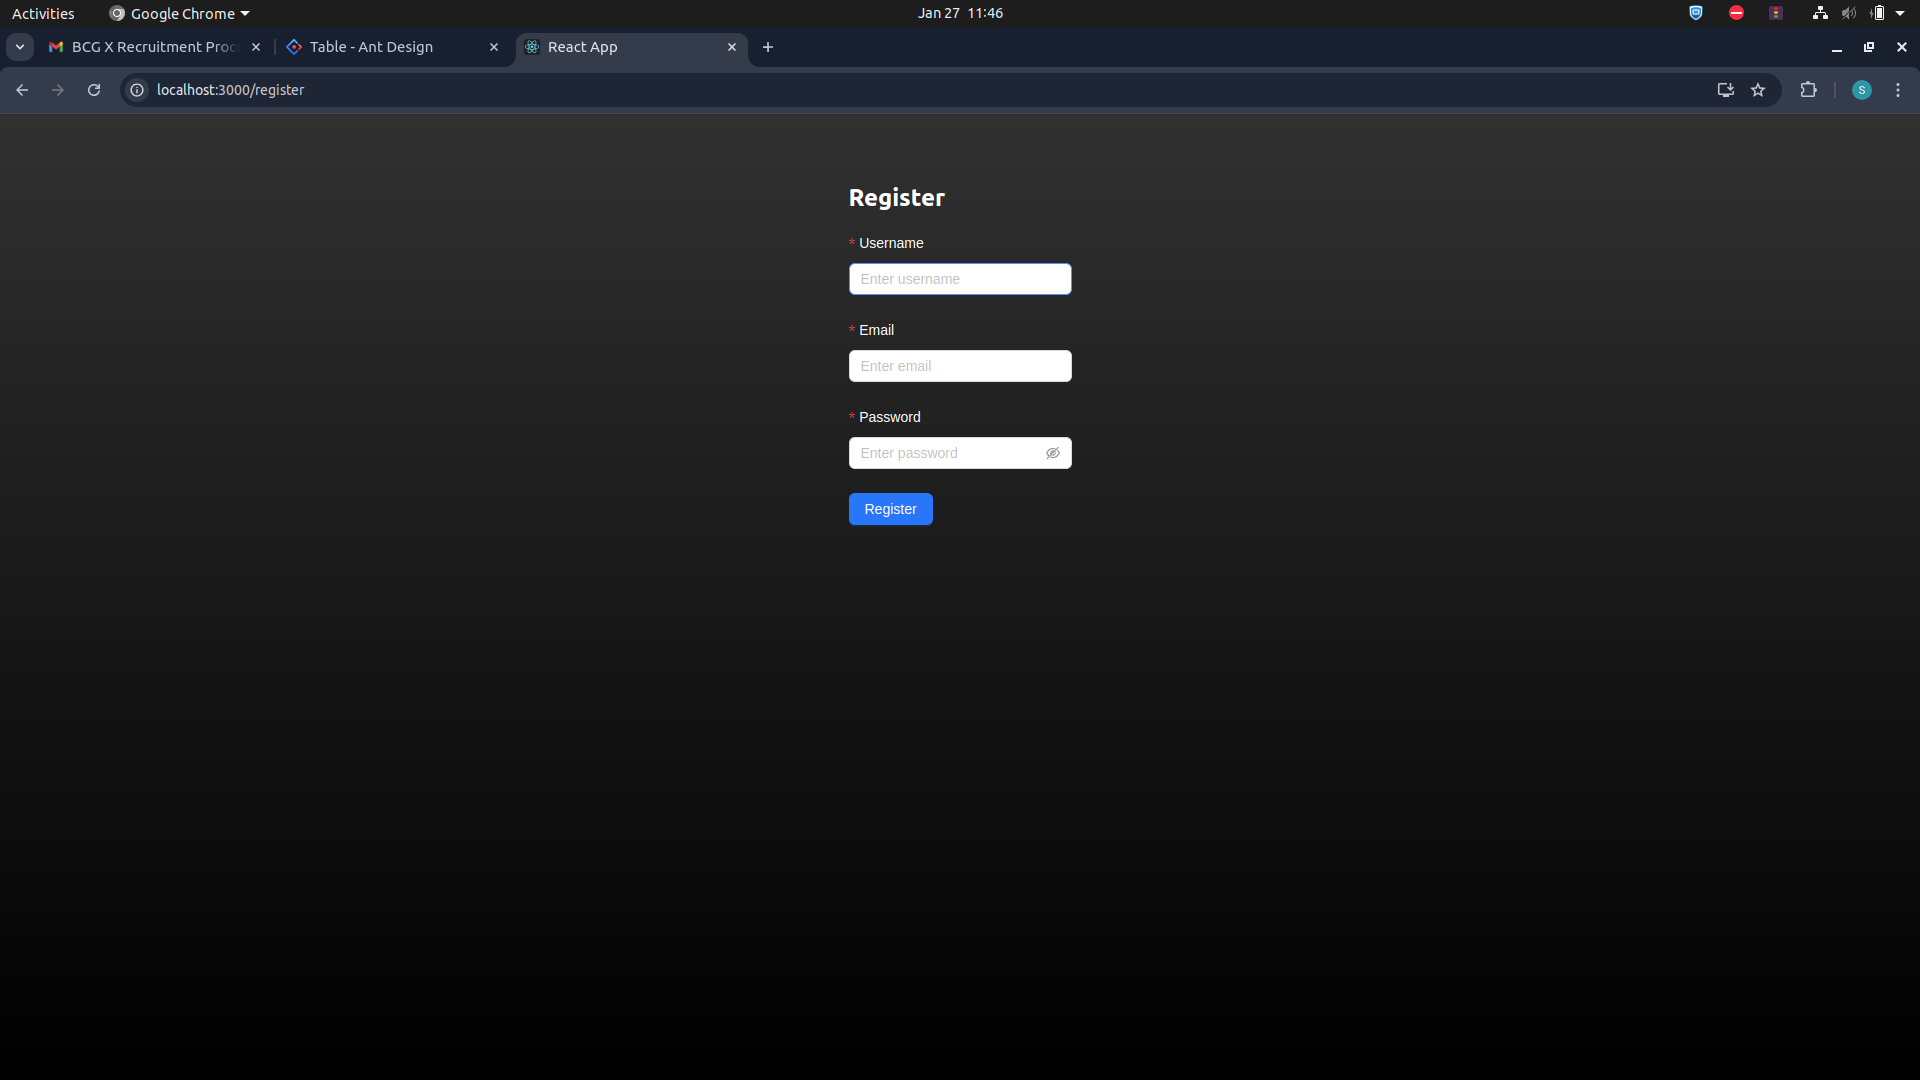 Activities Google Chrome Jan 27 11:46
BCG X Recruitment Proc Table - Ant Design React App
localhost:3000/register S
Register
* Username
Enter username
* Email
Enter email
* Password
Enter password
Register